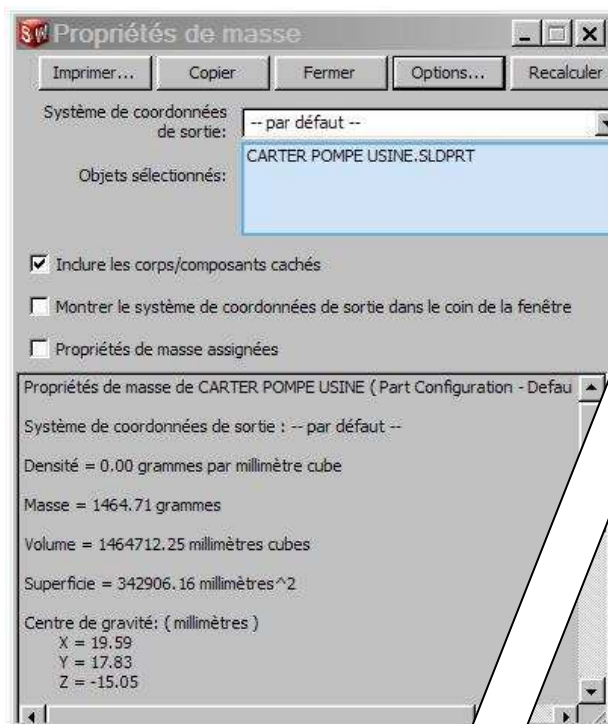 SW Propriétés de masse
Imprimer... Copier Fermer Options... Recalculer
Système de coordonnées
de sortie:
-- par défaut --
Objets sélectionnés:
CARTER POMPE USINE.SLDPRT
Inclure les corps/composants cachés
Montrer le système de coordonnées de sortie dans le coin de la fenêtre
Propriétés de masse assignées
Propriétés de masse de CARTER POMPE USINE ( Part Configuration - Defau
Système de coordonnées de sortie : -- par défaut --
Densité = 0.00 grammes par millimètre cube
Masse = 1464.71 grammes
Volume = 1464712.25 millimètres cubes
Superficie = 342906.16 millimètres^2
Centre de gravité: ( millimètres )
X = 19.59
Y = 17.83
Z = -15.05